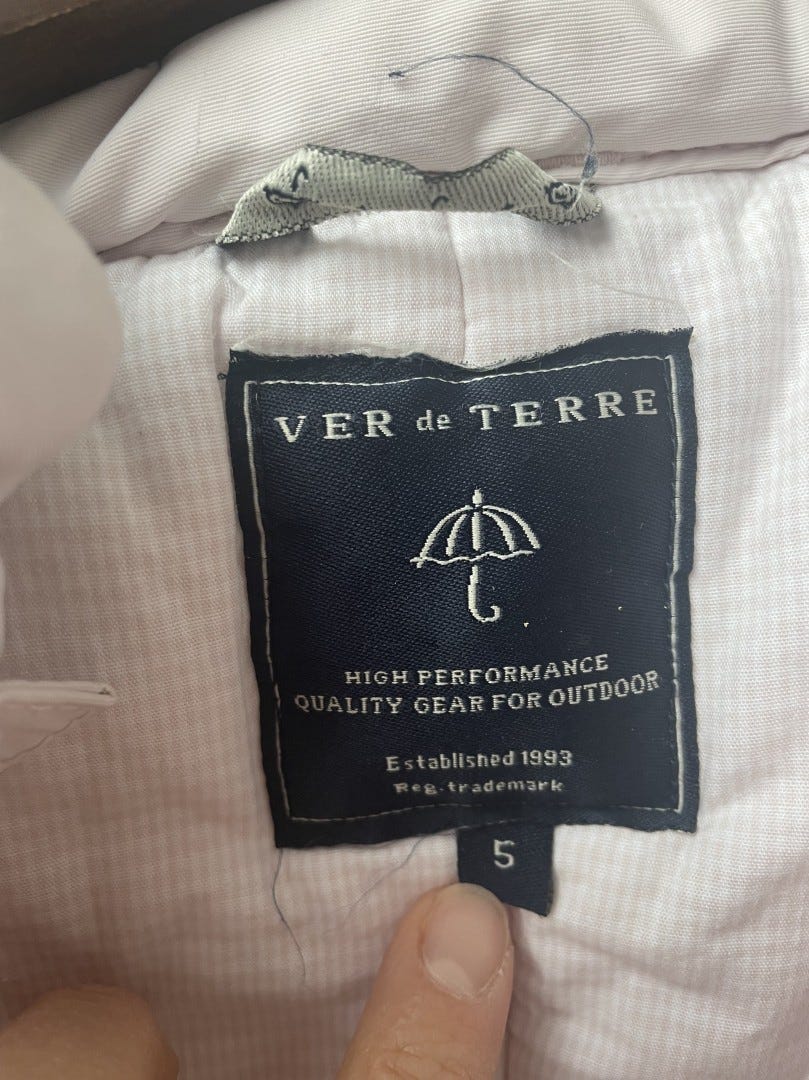 VER de TERRE
HIGH PERFORMANCE
QUALITY GEAR FOR OUTDOOR
Established 1993
Reg. trademark
5